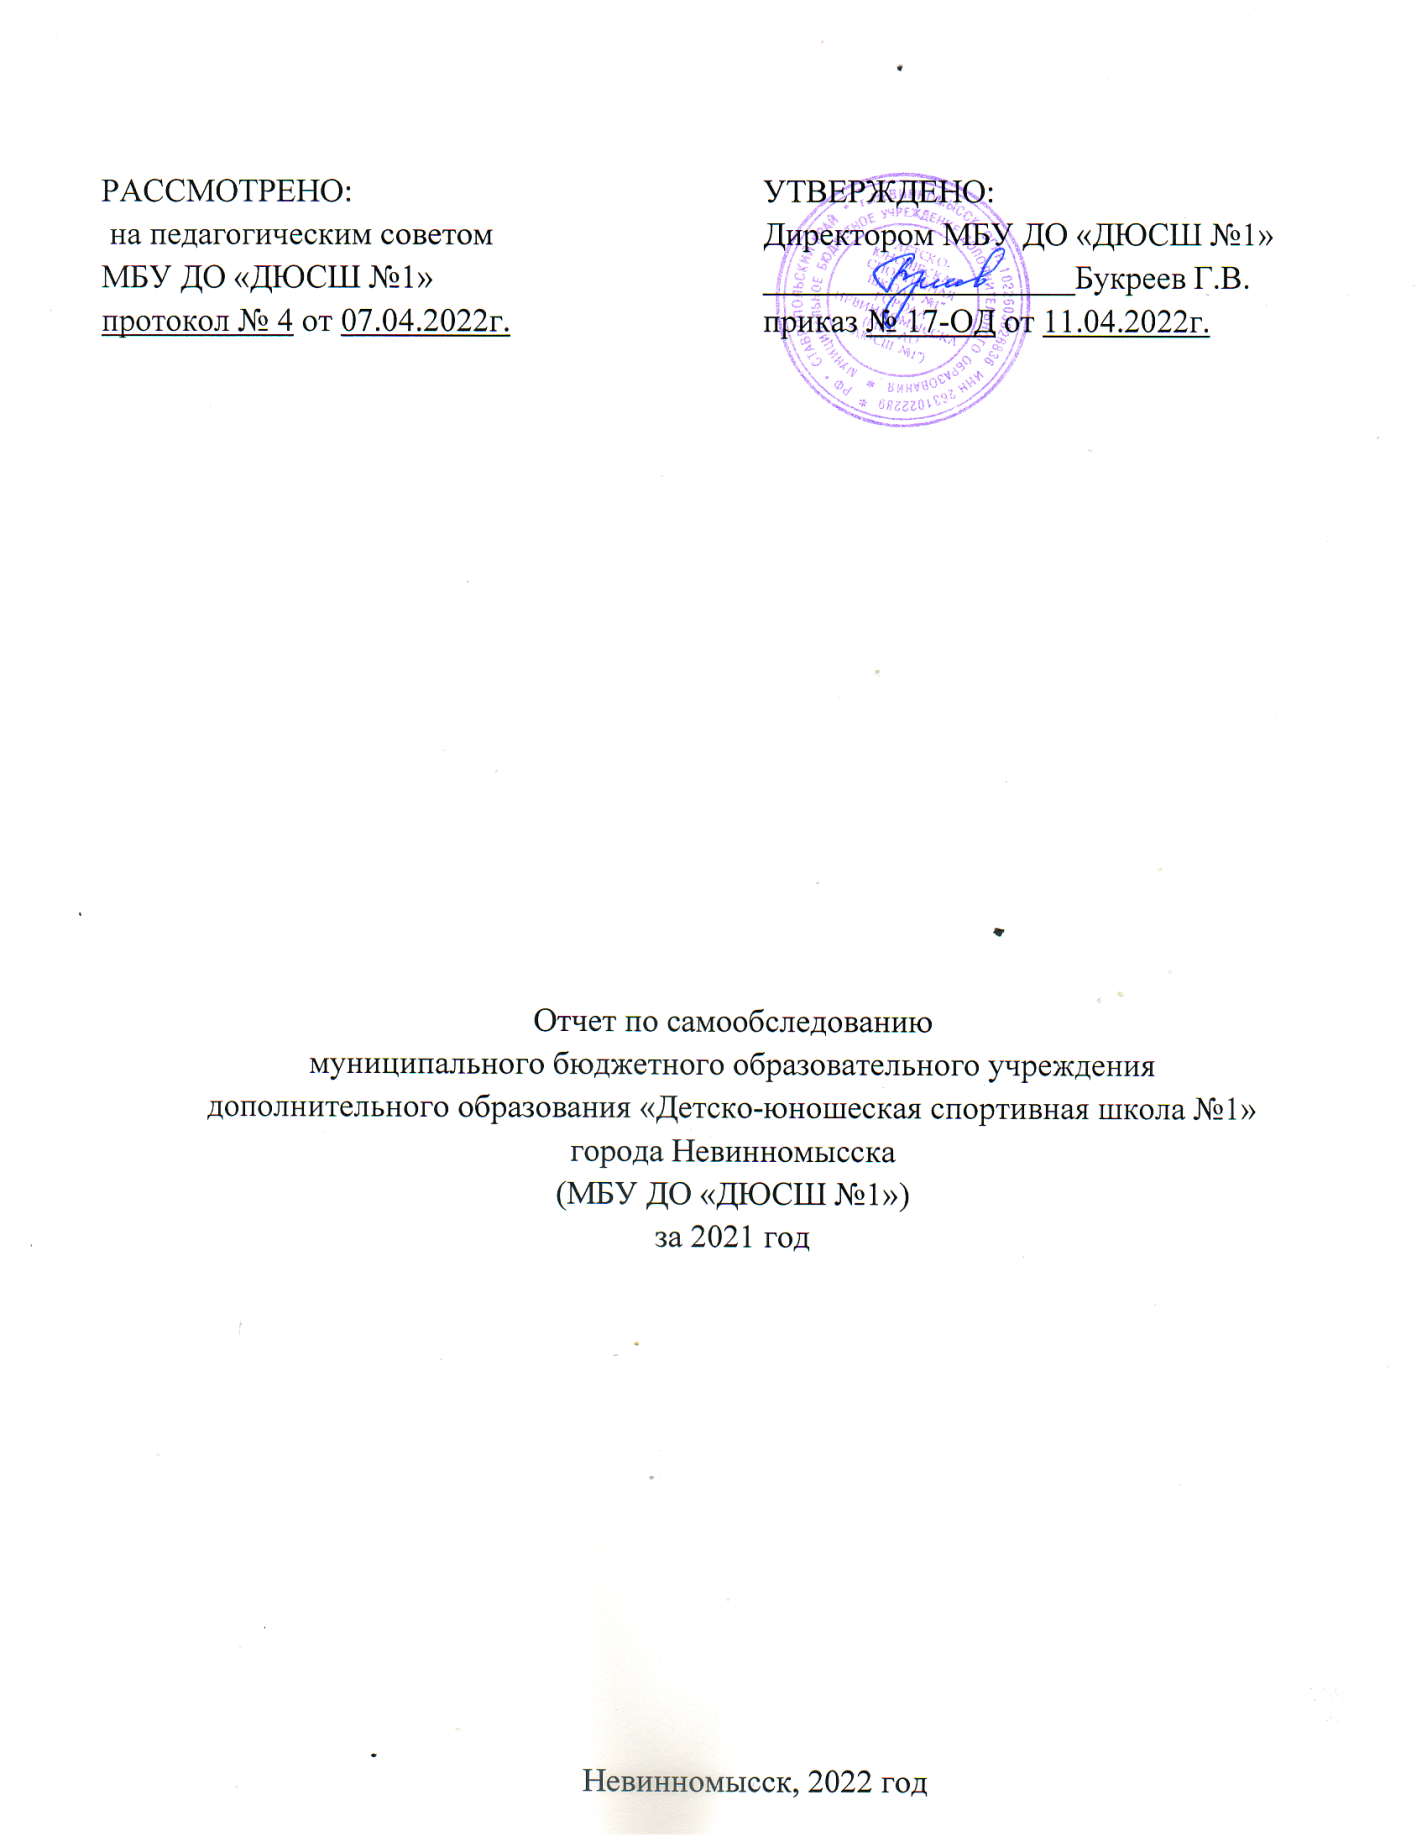 РАССМОТРЕНО:
на педагогическим советом
МБУ ДО «ДЮСШ №1»
протокол № 4 от 07.04.2022г.
УТВЕРЖДЕНО:
Директором МБУ ДО «ДЮСШ №1»
Букреев Г.В.
приказ № 17-ОД от 11.04.2022г.
Отчет по самообследованию
муниципального бюджетного образовательного учреждения
дополнительного образования «Детско-юношеская спортивная школа №1»
города Невинномысска
(МБУ ДО «ДЮСШ №1»)
за 2021 год
Невинномысск, 2022 год